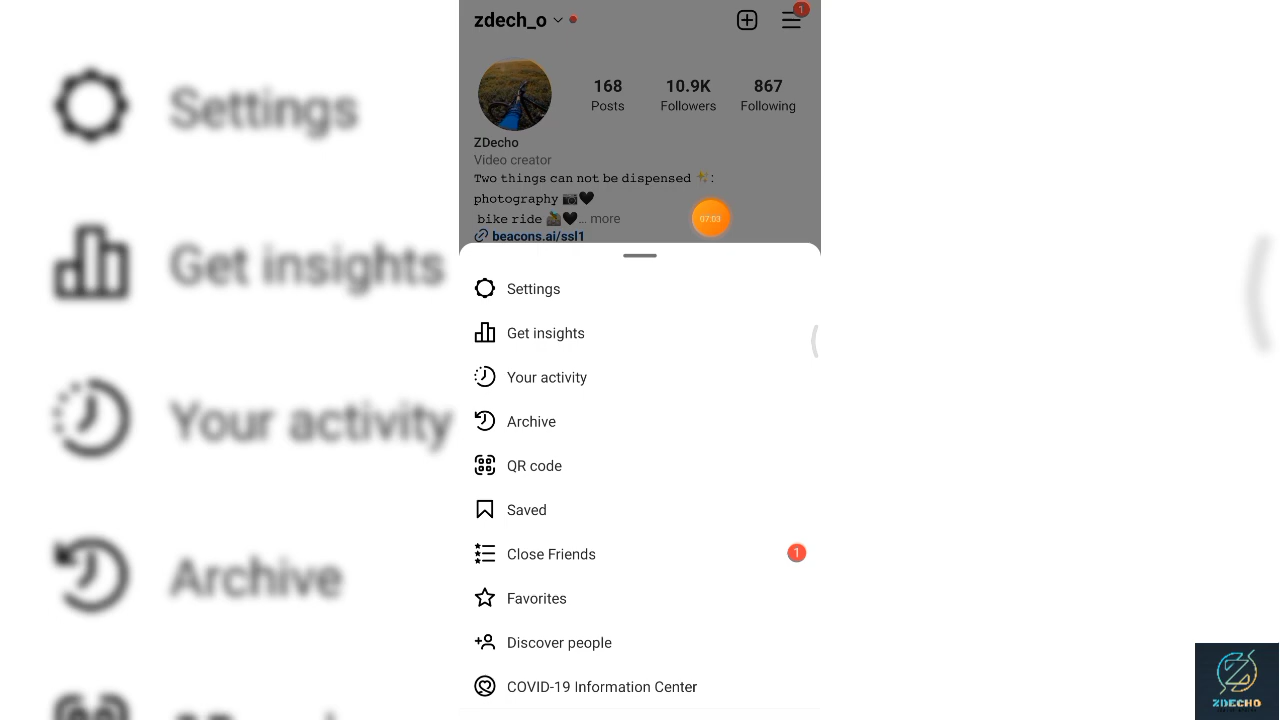 zdech_o
1
168
10.9K
867
Posts
Followers
Following
ZDecho
Video creator
Two things can not be dispensed ✨:
photography 📷🖤
bike ride 🚵🖤... more
07:03
beacons.ai/ssl1
Settings
Get insights
Your activity
Archive
QR code
Saved
Close Friends
1
Favorites
Discover people
COVID-19 Information Center
Settings
Get insights
Your activity
Archive
ZDECHO